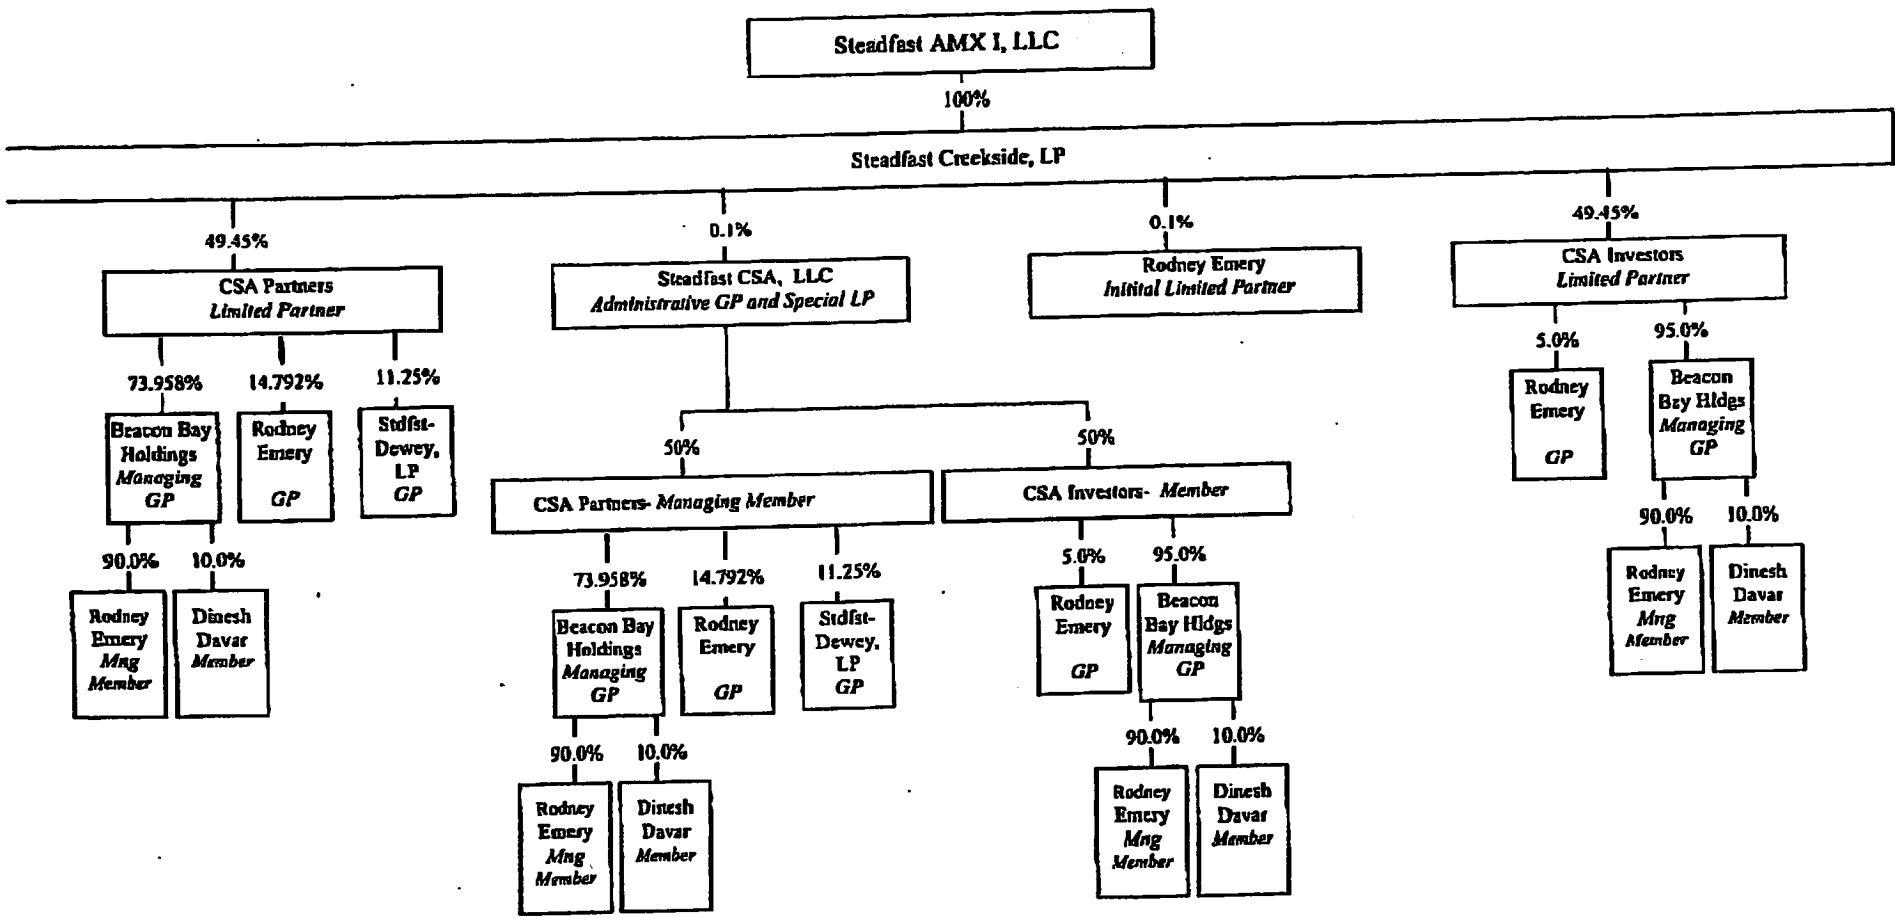 Steadfast AMX I, LLC
100%
Steadfast Creekside, LP
49.45%
0.1%
0.1%
49.45%
CSA Partners
Limited Partner
Steadfast CSA, LLC
Administrative GP and Special LP
Rodney Emery
Initital Limited Partner
CSA Investors
Limited Partner
73.958%
14.792%
11.25%
Beacon Bay
Holdings
Managing
GP
Rodney
Emery
GP
Stdfst-
Dewey,
LP
GP
90.0%
10.0%
Rodney
Emery
Mng
Member
Dinesh
Davar
Member
50%
50%
CSA Partners- Managing Member
CSA Investors- Member
73.958%
14.792%
11.25%
Beacon Bay
Holdings
Managing
GP
Rodney
Emery
GP
Stdfst-
Dewey,
LP
GP
90.0%
10.0%
Rodney
Emery
Mng
Member
Dinesh
Davar
Member
5.0%
95.0%
Rodney
Emery
GP
Beacon
Bay Hldgs
Managing
GP
90.0%
10.0%
Rodney
Emery
Mng
Member
Dinesh
Davar
Member
5.0%
95.0%
Rodney
Emery
GP
Beacon
Bay Hldgs
Managing
GP
90.0%
10.0%
Rodney
Emery
Mng
Member
Dinesh
Davar
Member